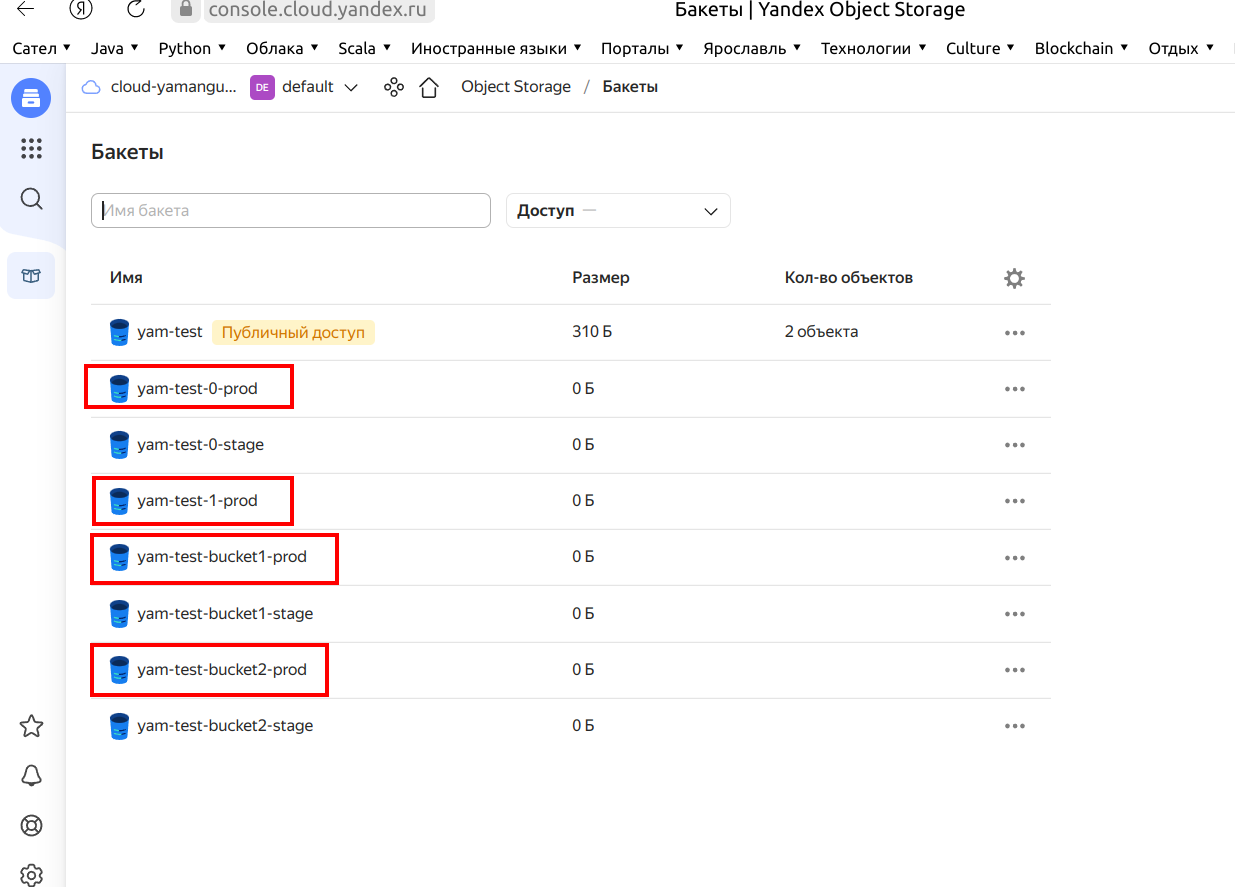 Я console.cloud.yandex.ru Бакеты | Yandex Object Storage
Сател ▼ Java ▼ Python ▼ Облака ▼ Scala ▼ Иностранные языки ▼ Порталы ▼ Ярославль ▼ Технологии ▼ Culture ▼ Blockchain ▼ Отдых ▼
cloud-yamangu... DE default Object Storage / Бакеты
Бакеты
Имя бакета Доступ —
Имя Размер Кол-во объектов
yam-test Публичный доступ 310 Б 2 объекта
yam-test-0-prod 0 Б
yam-test-0-stage 0 Б
yam-test-1-prod 0 Б
yam-test-bucket1-prod 0 Б
yam-test-bucket1-stage 0 Б
yam-test-bucket2-prod 0 Б
yam-test-bucket2-stage 0 Б